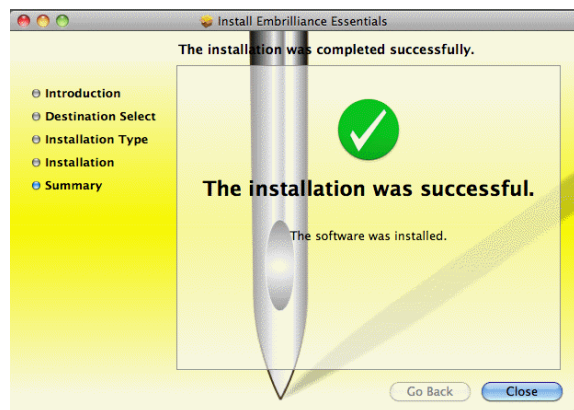 Install Embrilliance Essentials
The installation was completed successfully.
Introduction
Destination Select
Installation Type
Installation
Summary
The installation was successful.
The software was installed.
Go Back
Close